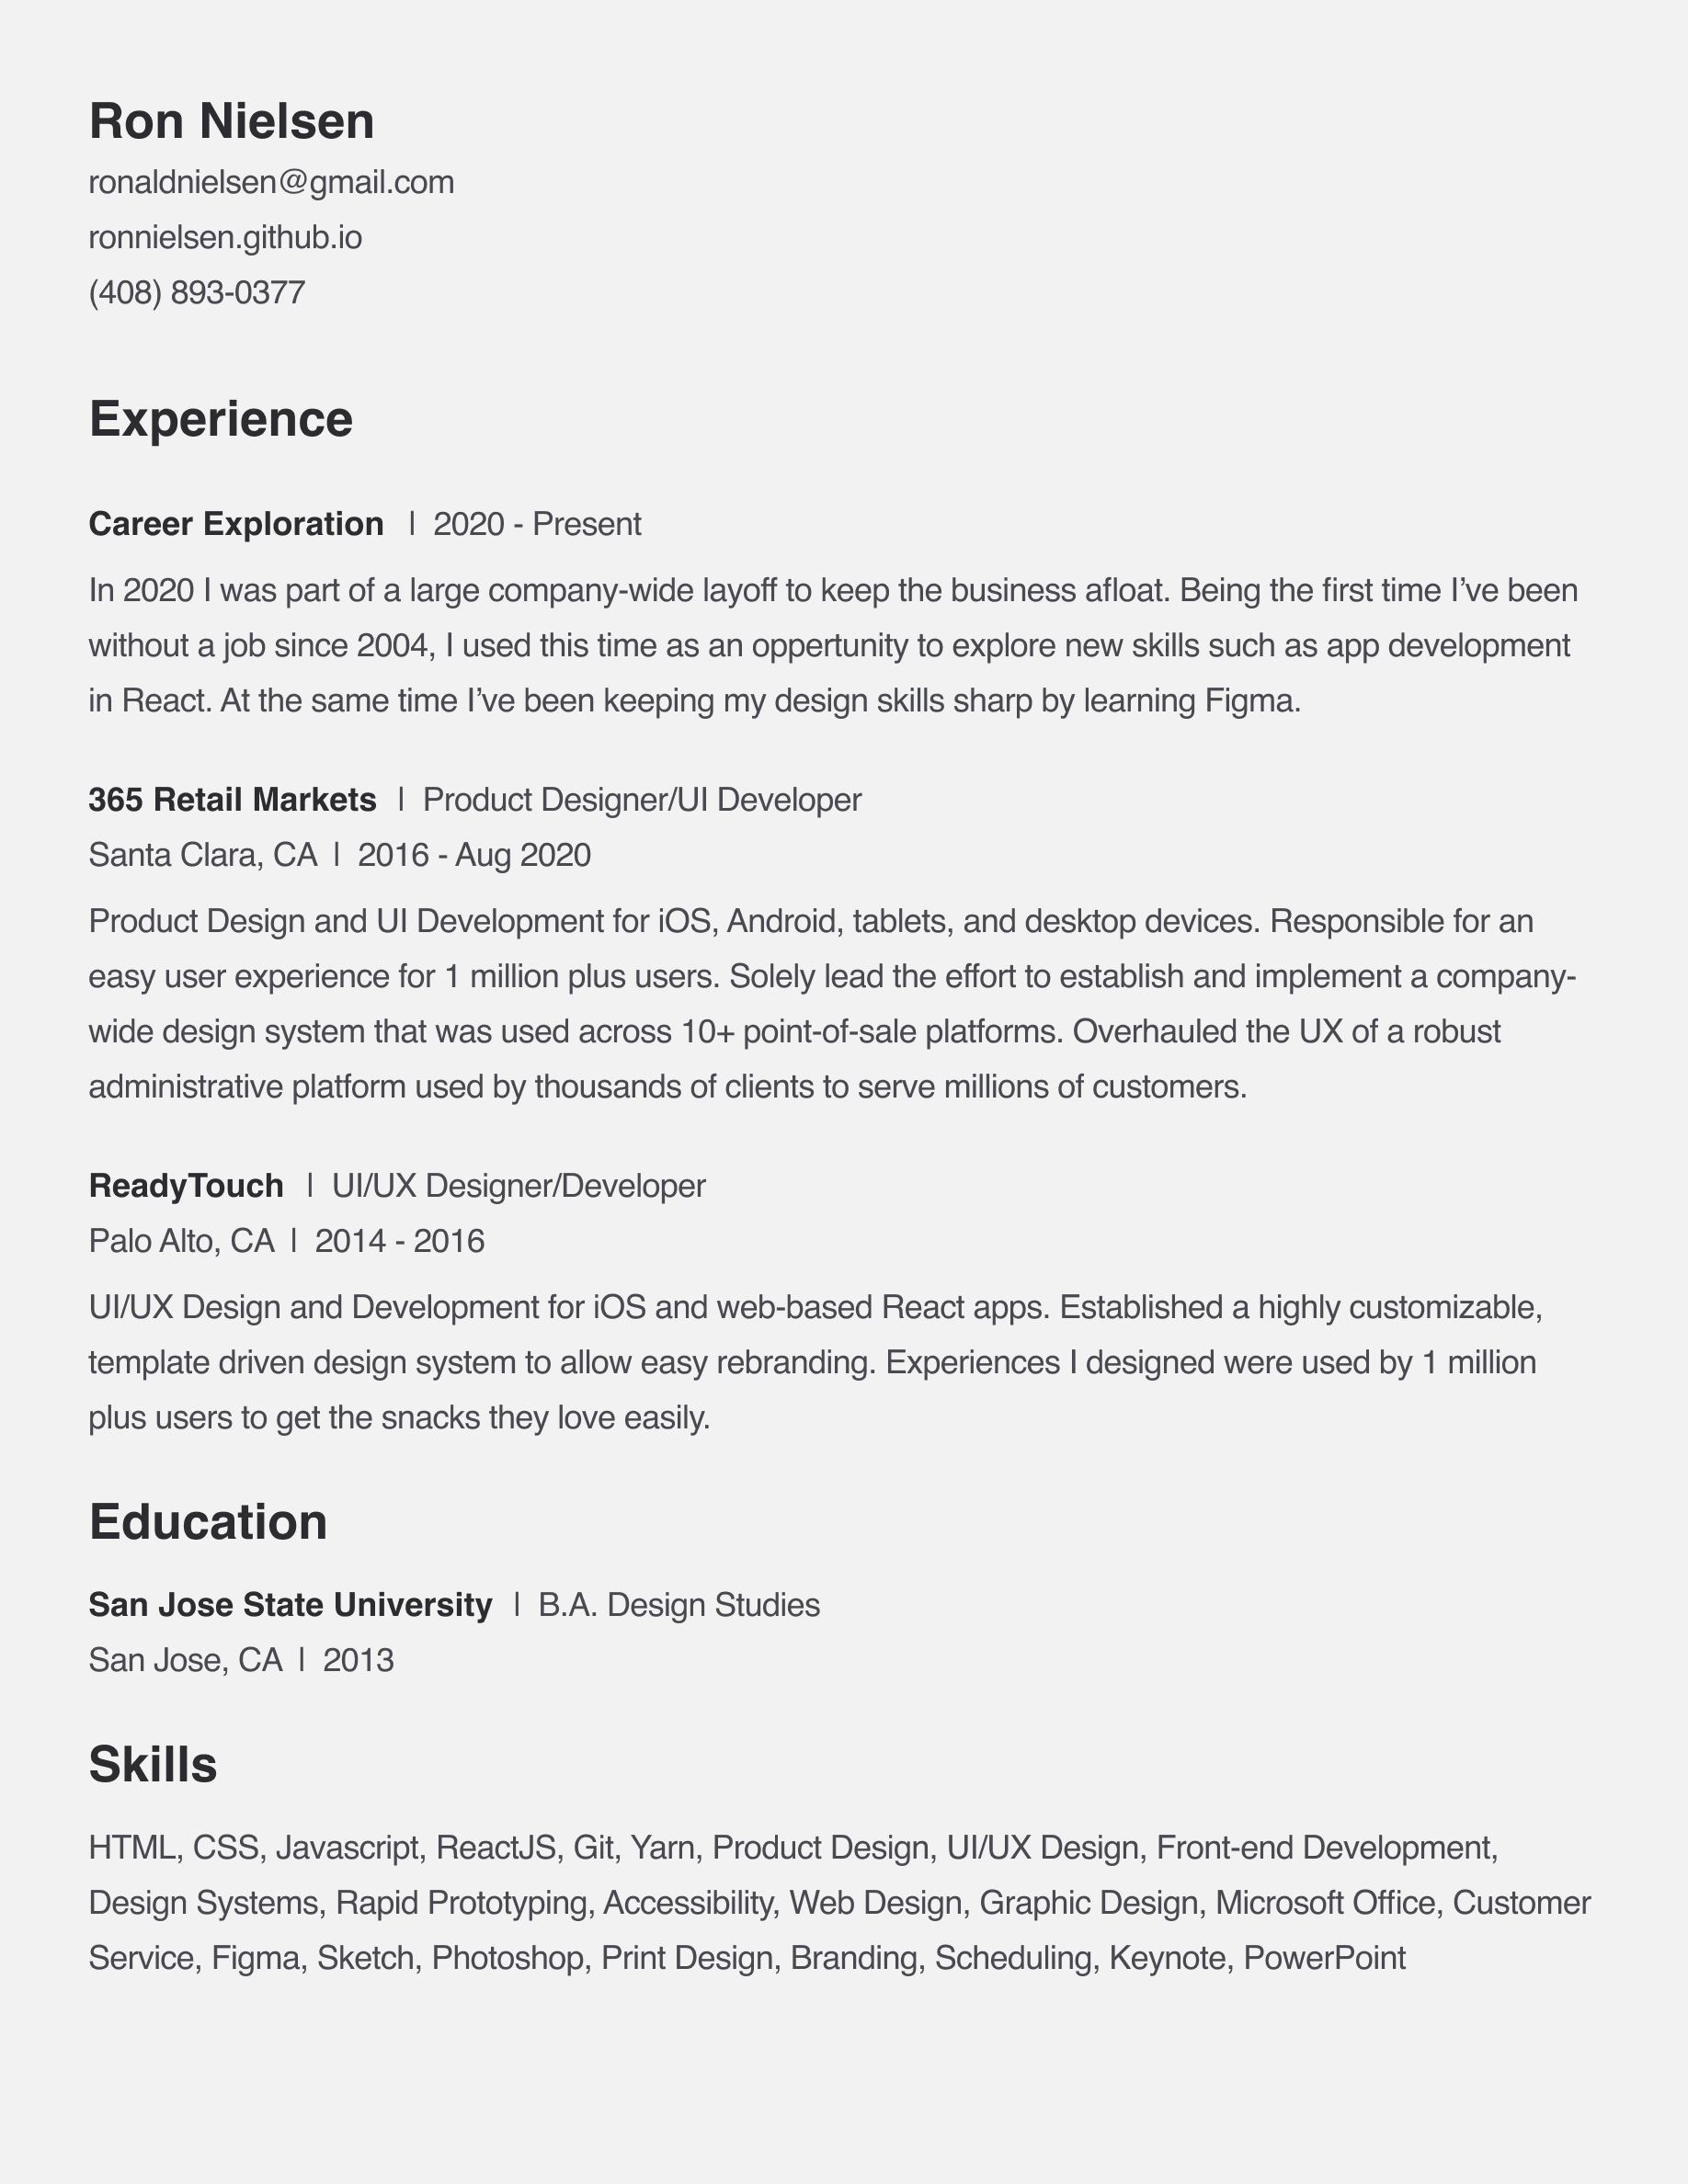 Ron Nielsen
ronaldnielsen@gmail.com
ronnielsen.github.io
(408) 893-0377
Experience
Career Exploration | 2020 - Present
In 2020 I was part of a large company-wide layoff to keep the business afloat. Being the first time I’ve been
without a job since 2004, I used this time as an oppertunity to explore new skills such as app development
in React. At the same time I’ve been keeping my design skills sharp by learning Figma.
365 Retail Markets | Product Designer/UI Developer
Santa Clara, CA | 2016 - Aug 2020
Product Design and UI Development for iOS, Android, tablets, and desktop devices. Responsible for an
easy user experience for 1 million plus users. Solely lead the effort to establish and implement a company-
wide design system that was used across 10+ point-of-sale platforms. Overhauled the UX of a robust
administrative platform used by thousands of clients to serve millions of customers.
ReadyTouch | UI/UX Designer/Developer
Palo Alto, CA | 2014 - 2016
UI/UX Design and Development for iOS and web-based React apps. Established a highly customizable,
template driven design system to allow easy rebranding. Experiences I designed were used by 1 million
plus users to get the snacks they love easily.
Education
San Jose State University | B.A. Design Studies
San Jose, CA | 2013
Skills
HTML, CSS, Javascript, ReactJS, Git, Yarn, Product Design, UI/UX Design, Front-end Development,
Design Systems, Rapid Prototyping, Accessibility, Web Design, Graphic Design, Microsoft Office, Customer
Service, Figma, Sketch, Photoshop, Print Design, Branding, Scheduling, Keynote, PowerPoint